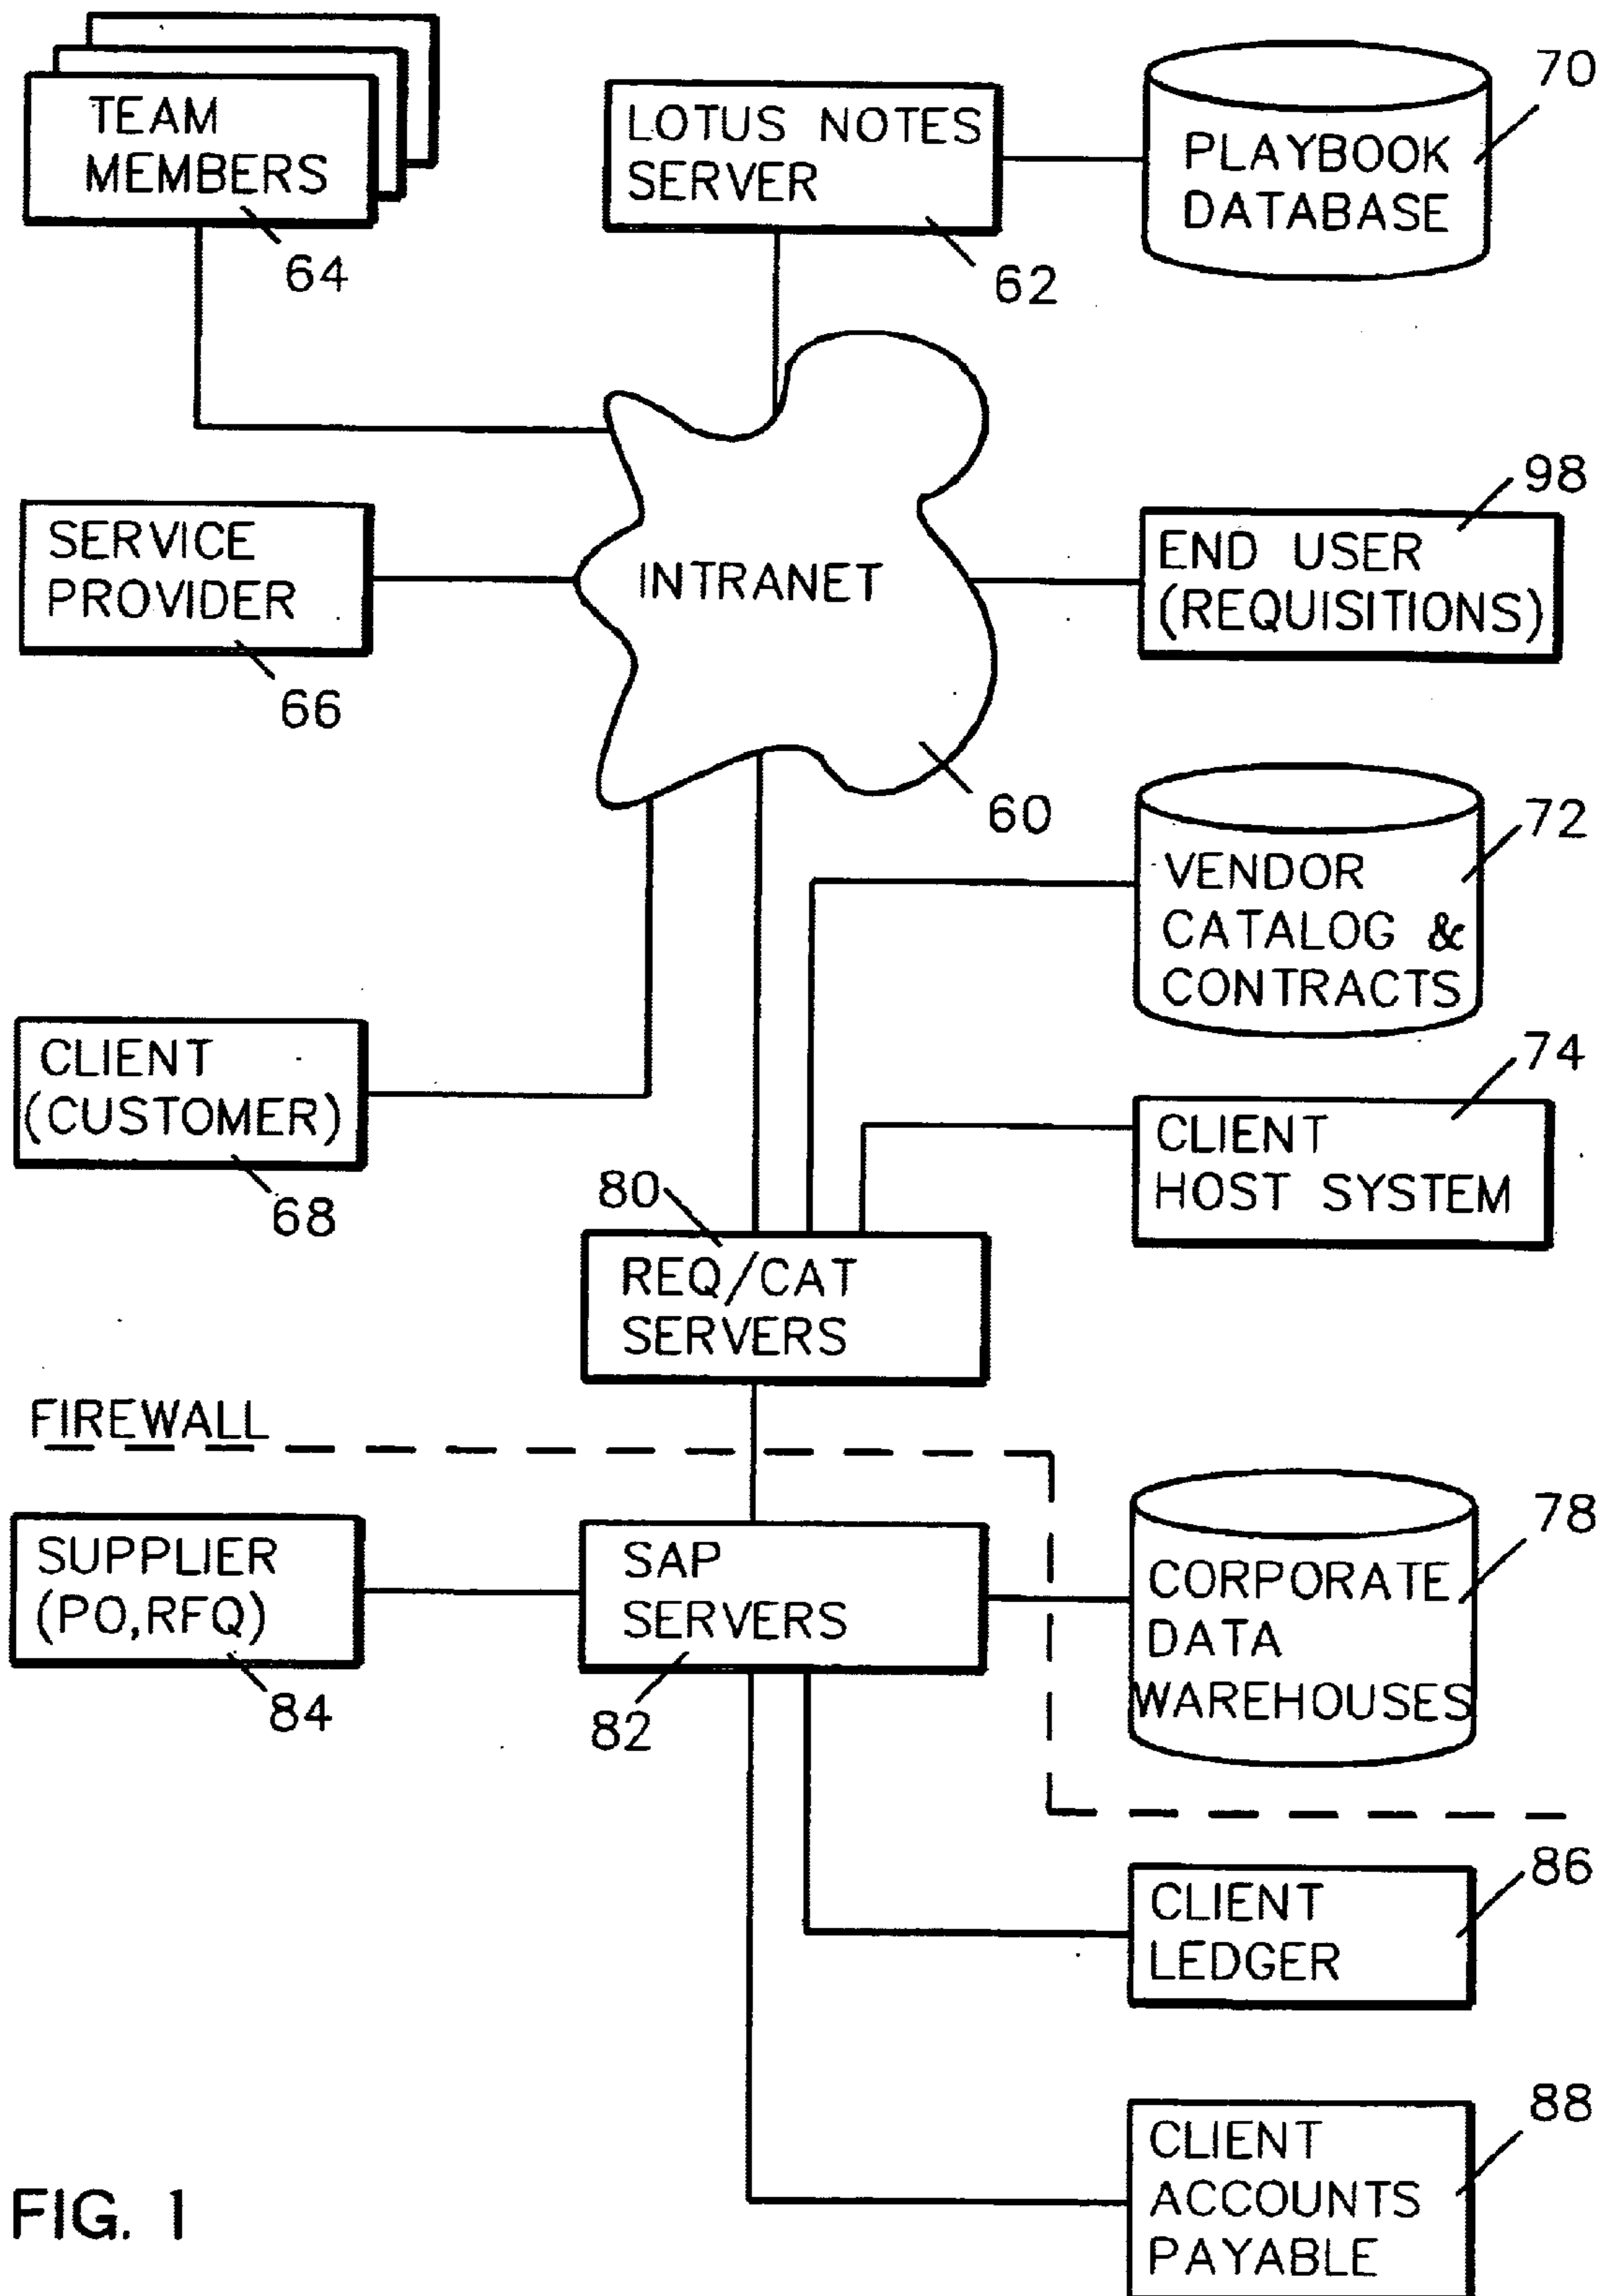 TEAM
MEMBERS
64
LOTUS NOTES
SERVER
62
70
PLAYBOOK
DATABASE
SERVICE
PROVIDER
66
INTRANET
60
98
END USER
(REQUISITIONS)
72
VENDOR
CATALOG &
CONTRACTS
CLIENT
(CUSTOMER)
68
74
CLIENT
HOST SYSTEM
80
REQ/CAT
SERVERS
FIREWALL
SUPPLIER
(PO,RFQ)
84
SAP
SERVERS
82
78
CORPORATE
DATA
WAREHOUSES
86
CLIENT
LEDGER
88
CLIENT
ACCOUNTS
PAYABLE
FIG. 1